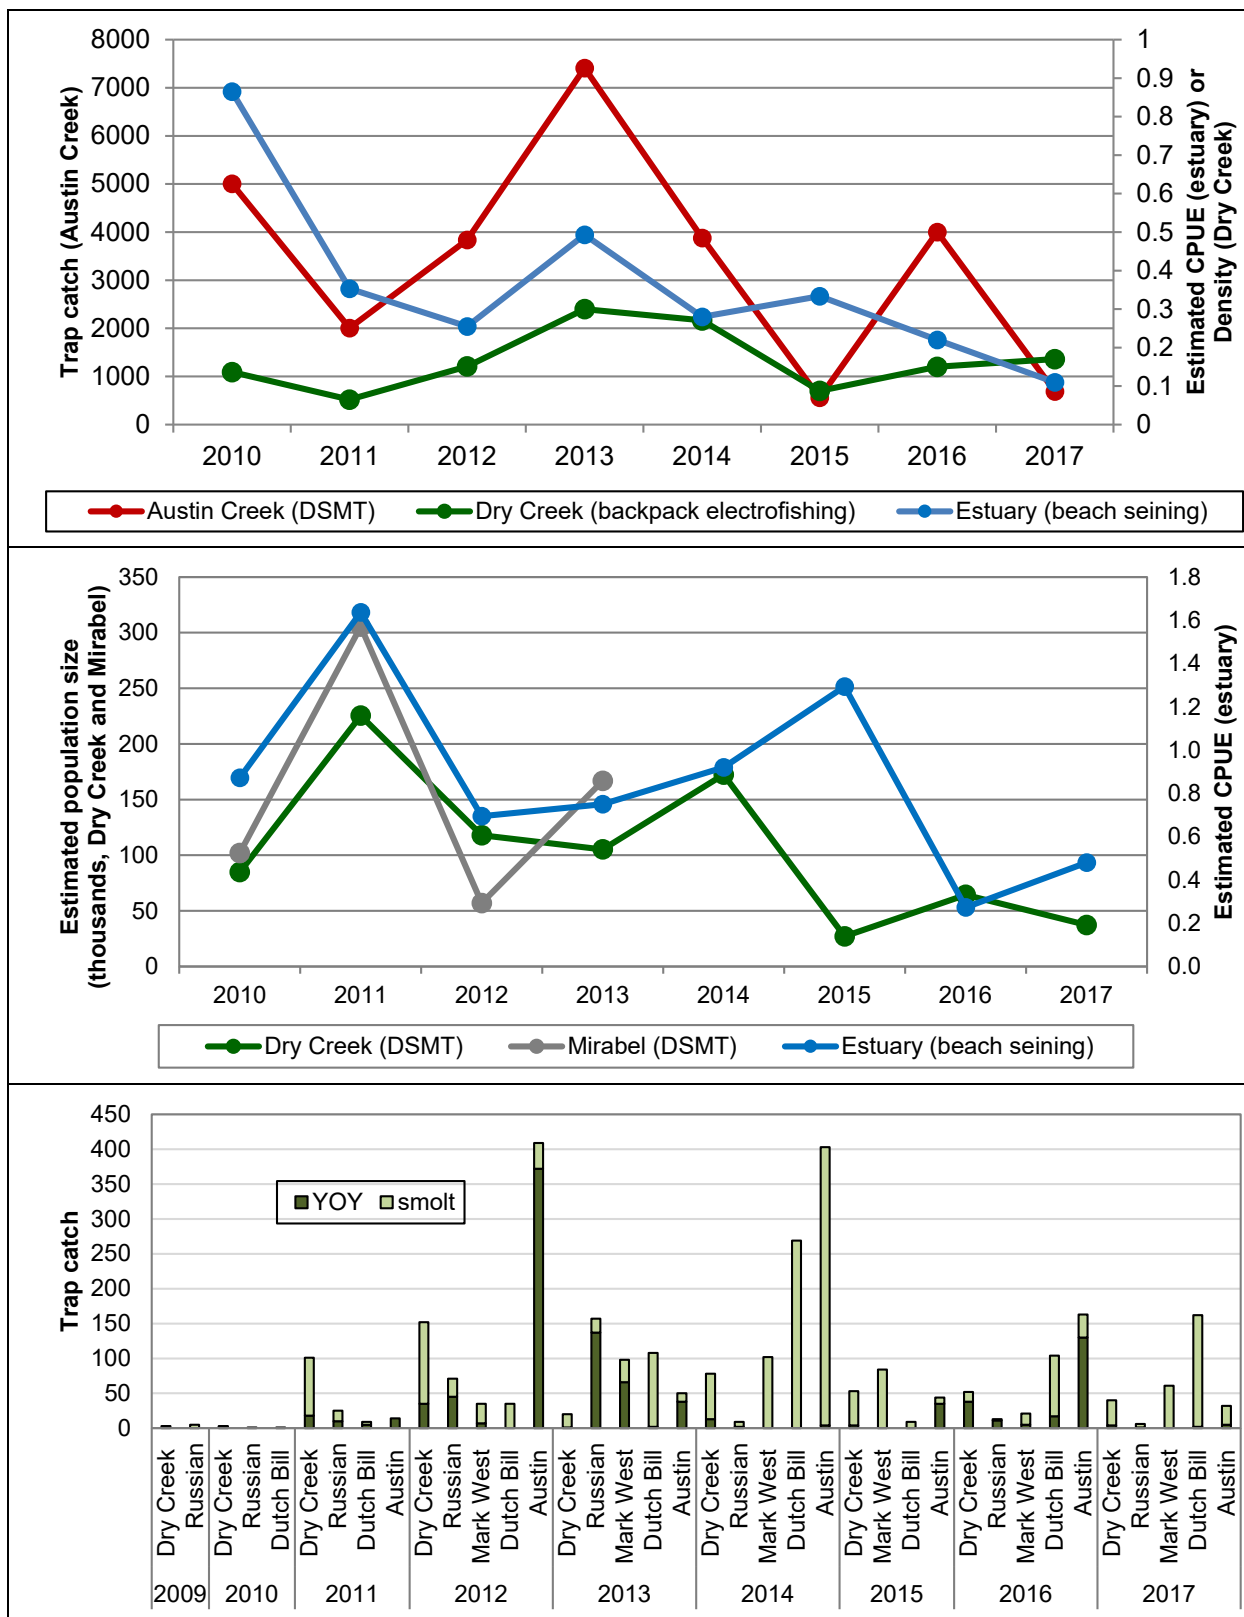 8000
7000
6000
5000
4000
3000
2000
1000
0
Trap catch (Austin Creek)
1
0.9
0.8
0.7
0.6
0.5
0.4
0.3
0.2
0.1
0
Estimated CPUE (estuary) or
Density (Dry Creek)
2010 2011 2012 2013 2014 2015 2016 2017
Austin Creek (DSMT) Dry Creek (backpack electrofishing) Estuary (beach seining)
350
300
250
200
150
100
50
0
Estimated population size
(thousands, Dry Creek and Mirabel)
1.8
1.6
1.4
1.2
1.0
0.8
0.6
0.4
0.2
0.0
Estimated CPUE (estuary)
2010 2011 2012 2013 2014 2015 2016 2017
Dry Creek (DSMT) Mirabel (DSMT) Estuary (beach seining)
450
400
350
300
250
200
150
100
50
0
Trap catch
YOY smolt
Dry Creek
Russian
Dry Creek
Russian
Dutch Bill
Dry Creek
Russian
Dutch Bill
Austin
Dry Creek
Russian
Mark West
Dutch Bill
Austin
Dry Creek
Russian
Mark West
Dutch Bill
Austin
Dry Creek
Russian
Mark West
Dutch Bill
Austin
Dry Creek
Mark West
Dutch Bill
Austin
Dry Creek
Russian
Mark West
Dutch Bill
Austin
Dry Creek
Russian
Mark West
Dutch Bill
Austin
2009 2010 2011 2012 2013 2014 2015 2016 2017